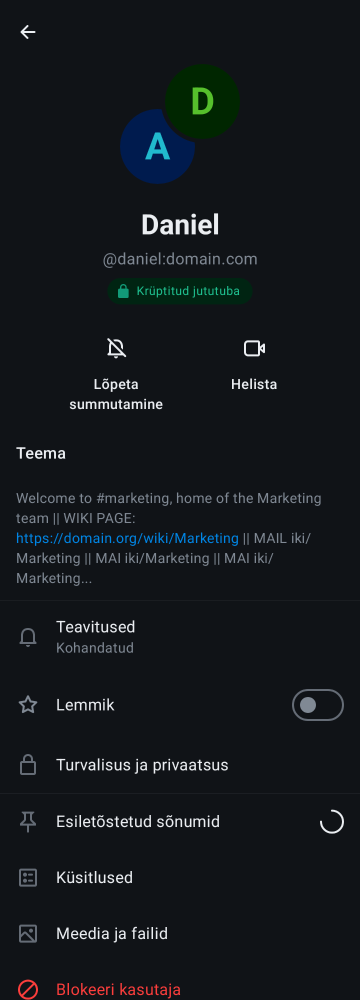 D
A
Daniel
@daniel:domain.com
Krüptitud jututuba
Lõpeta
summutamine
Helista
Teema
Welcome to #marketing, home of the Marketing
team || WIKI PAGE:
https://domain.org/wiki/Marketing || MAIL iki/
Marketing || MAI iki/Marketing || MAI iki/
Marketing...
Teavitused
Kohandatud
Lemmik
Turvalisus ja privaatsus
Esiletõstetud sõnumid
Küsitlused
Meedia ja failid
Blokeeri kasutaja